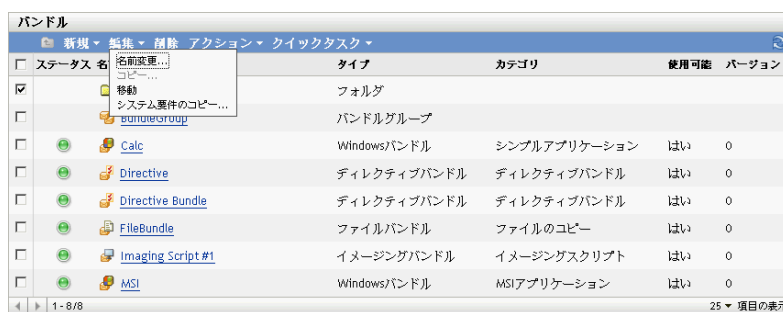 バンドル
新規 編集 削除 アクション クイックタスク
ステータス 名 タイプ カテゴリ 使用可能 バージョン
名前変更...
コピー...
移動
システム要件のコピー...
フォルダ
BundleGroup バンドルグループ
Calc Windowsバンドル シンプルアプリケーション はい 0
Directive ディレクティブバンドル ディレクティブバンドル はい 0
Directive Bundle ディレクティブバンドル ディレクティブバンドル はい 0
FileBundle ファイルバンドル ファイルのコピー はい 0
Imaging Script #1 イメージングバンドル イメージングスクリプト はい 0
MSI Windowsバンドル MSIアプリケーション はい 0
1 - 8/8 25 項目の表示